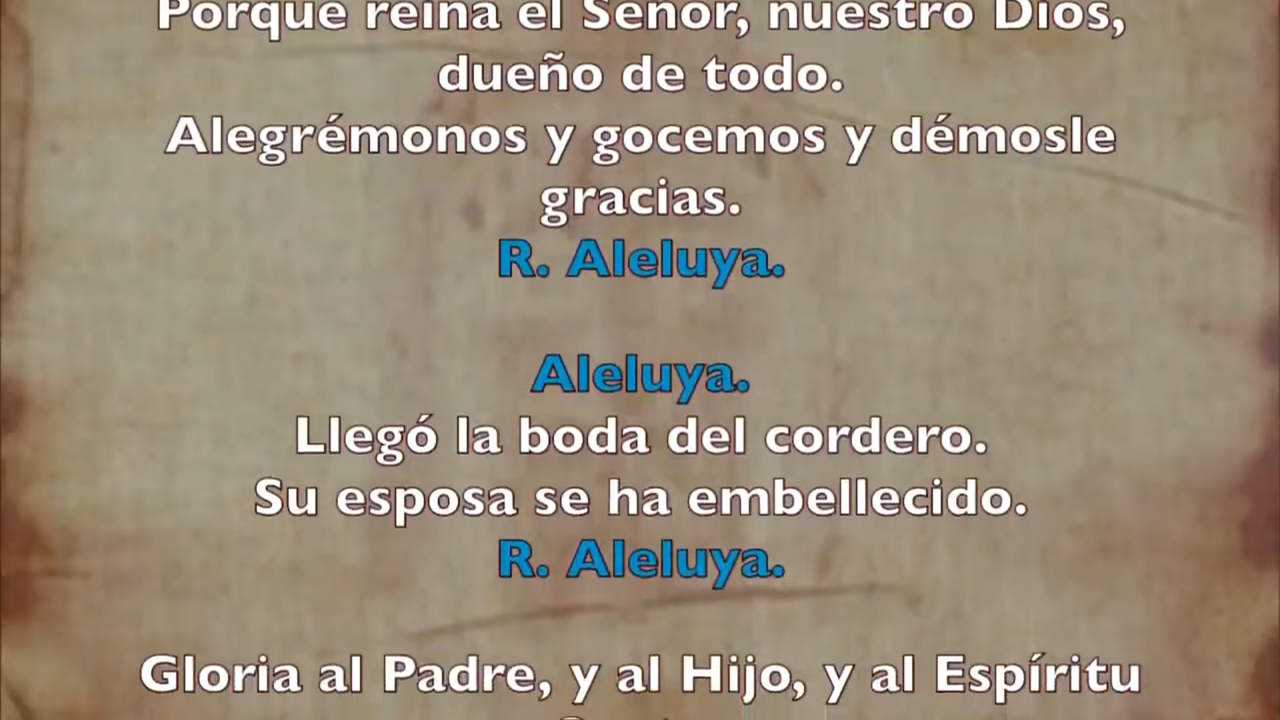 Porque reina el Señor, nuestro Dios,
dueño de todo.
Alegrémonos y gocemos y démosle
gracias.
R. Aleluya.
Aleluya.
Llegó la boda del cordero.
Su esposa se ha embellecido.
R. Aleluya.
Gloria al Padre, y al Hijo, y al Espíritu